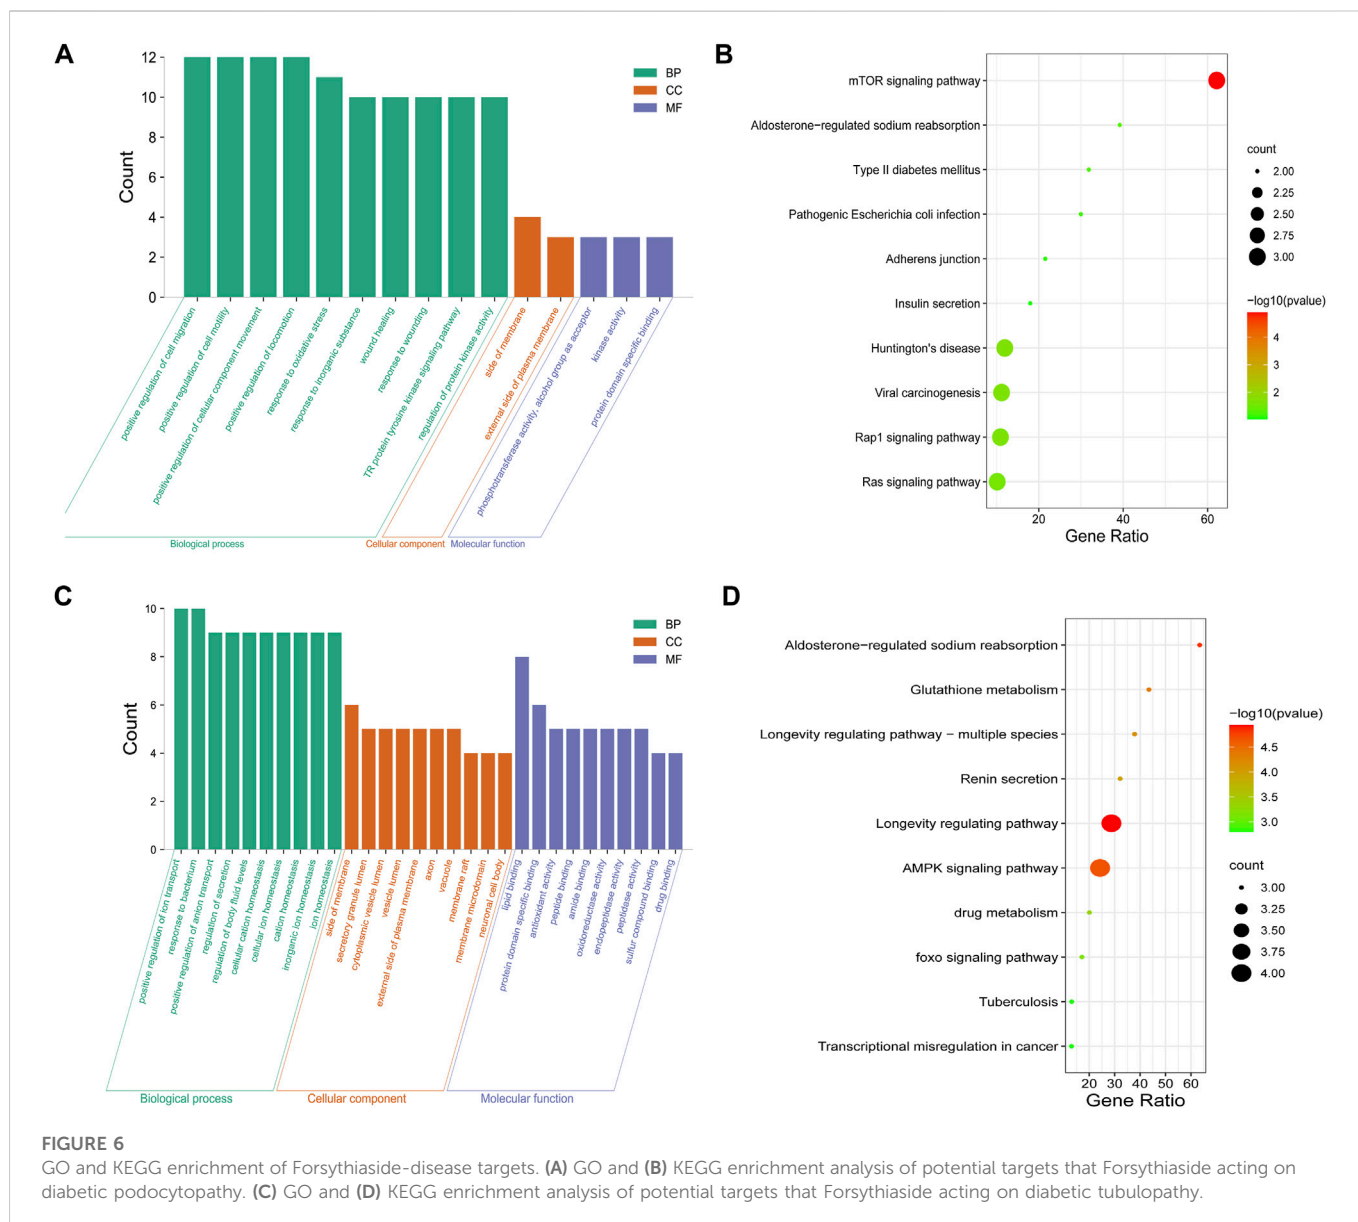 A
12
10
8
6
4
2
0
Count
BP
CC
MF
positive regulation of cell migration
positive regulation of cell motility
positive regulation of cellular component movement
positive regulation of locomotion
response to oxidative stress
response to inorganic substance
wound healing
response to wounding
TR protein tyrosine kinase signaling pathway
regulation of protein kinase activity
side of membrane
external side of plasma membrane
phosphotransferase activity, alcohol group as acceptor
kinase activity
protein domain specific binding
Biological process
Cellular component
Molecular function
B
mTOR signaling pathway
Aldosterone−regulated sodium reabsorption
Type II diabetes mellitus
Pathogenic Escherichia coli infection
Adherens junction
Insulin secretion
Huntington's disease
Viral carcinogenesis
Rap1 signaling pathway
Ras signaling pathway
20
40
60
Gene Ratio
count
2.00
2.25
2.50
2.75
3.00
−log10(pvalue)
4
3
2
C
10
8
6
4
2
0
Count
BP
CC
MF
positive regulation of ion transport
response to bacterium
positive regulation of anion transport
regulation of secretion
regulation of body fluid levels
cellular cation homeostasis
cellular ion homeostasis
cation homeostasis
inorganic ion homeostasis
ion homeostasis
side of membrane
secretory granule lumen
cytoplasmic vesicle lumen
vesicle lumen
external side of plasma membrane
axon
vacuole
membrane raft
membrane microdomain
neuronal cell body
lipid binding
protein domain specific binding
antioxidant activity
peptide binding
amide binding
oxidoreductase activity
endopeptidase activity
peptidase activity
sulfur compound binding
drug binding
Biological process
Cellular component
Molecular function
D
Aldosterone−regulated sodium reabsorption
Glutathione metabolism
Longevity regulating pathway − multiple species
Renin secretion
Longevity regulating pathway
AMPK signaling pathway
drug metabolism
foxo signaling pathway
Tuberculosis
Transcriptional misregulation in cancer
20
30
40
50
60
Gene Ratio
−log10(pvalue)
4.5
4.0
3.5
3.0
count
3.00
3.25
3.50
3.75
4.00
FIGURE 6
GO and KEGG enrichment of Forsythiaside-disease targets. (A) GO and (B) KEGG enrichment analysis of potential targets that Forsythiaside acting on
diabetic podocytopathy. (C) GO and (D) KEGG enrichment analysis of potential targets that Forsythiaside acting on diabetic tubulopathy.